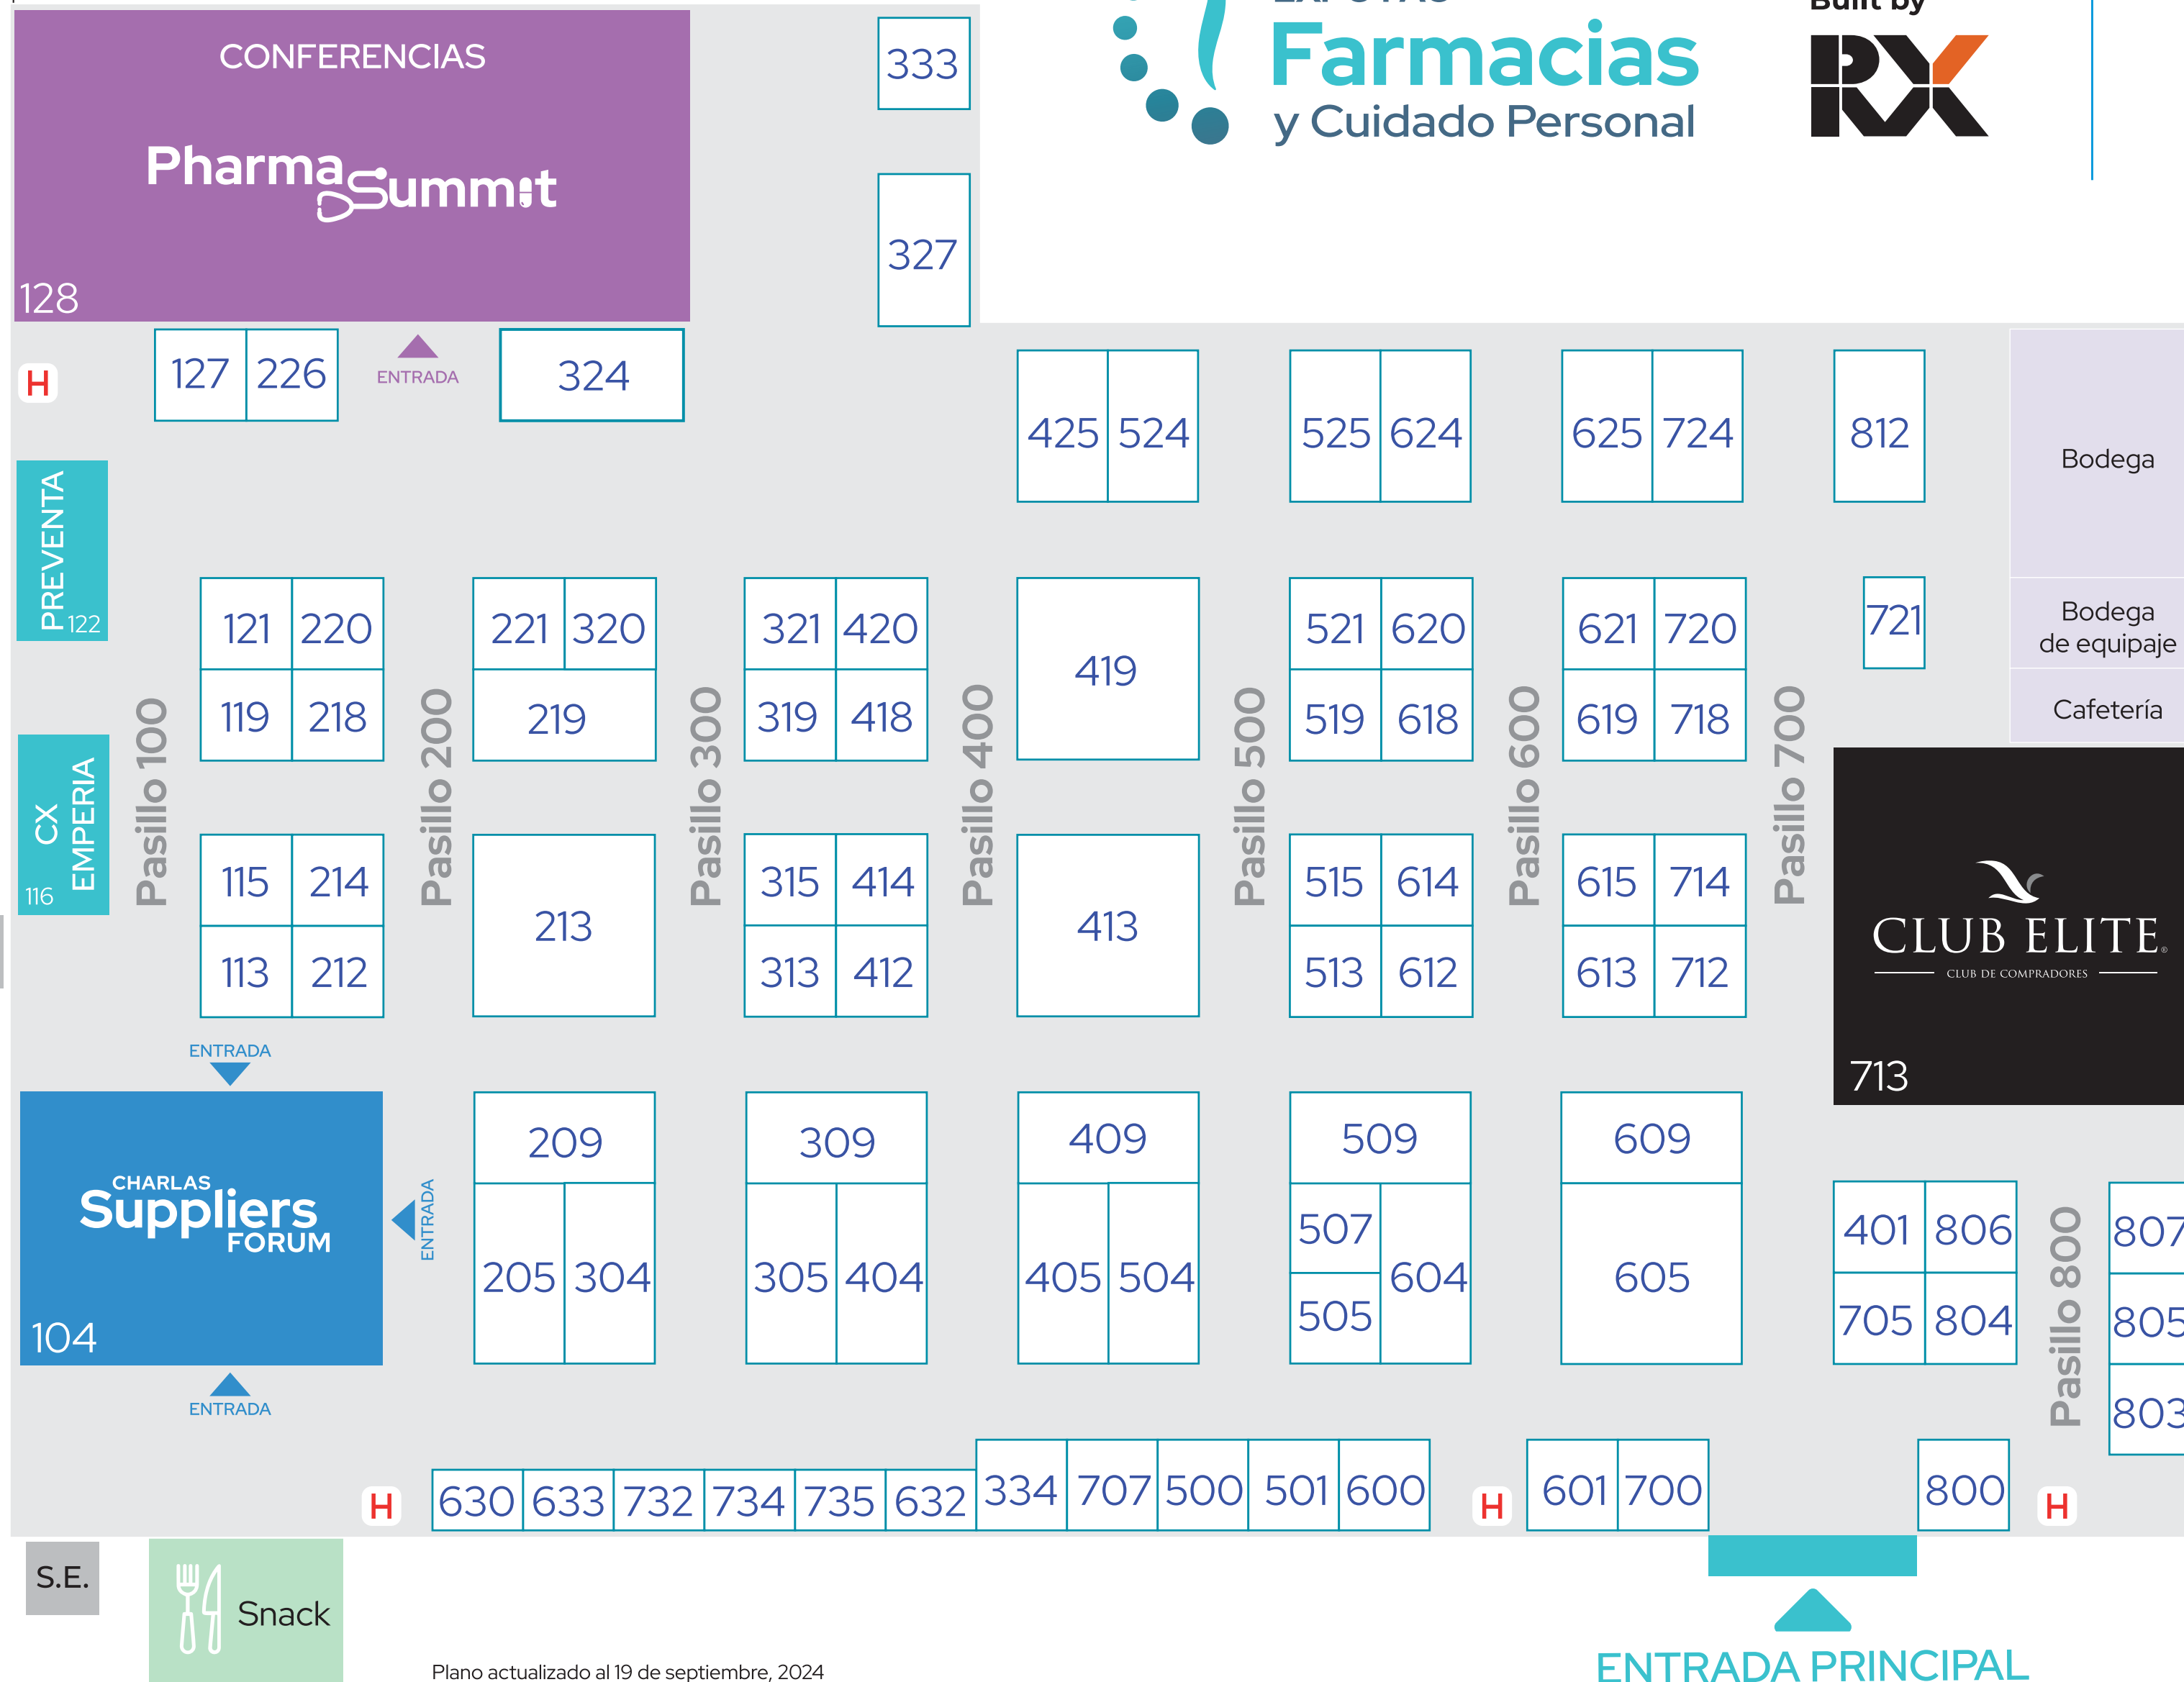 CONFERENCIAS
PharmaSummit
128
333
327
Farmacias
y Cuidado Personal
Built by
RX
127 226
ENTRADA
324
H
425 524
525 624
625 724
812
Bodega
PREVENTA
122
121 220
221 320
321 420
419
521 620
621 720
721
Bodega
de equipaje
119 218
219
319 418
519 618
619 718
Cafetería
Pasillo 100
Pasillo 200
Pasillo 300
Pasillo 400
Pasillo 500
Pasillo 600
Pasillo 700
CX
EMPERIA
116
115 214
213
315 414
413
515 614
615 714
113 212
313 412
513 612
613 712
CLUB ELITE®
CLUB DE COMPRADORES
713
ENTRADA
CHARLAS
Suppliers
FORUM
104
ENTRADA
ENTRADA
209
309
409
509
609
205 304
305 404
405 504
507
505
604
605
401 806
705 804
Pasillo 800
807
805
803
H
630 633 732 734 735 632 334 707 500 501 600
H
601 700
800
H
S.E.
Snack
Plano actualizado al 19 de septiembre, 2024
ENTRADA PRINCIPAL